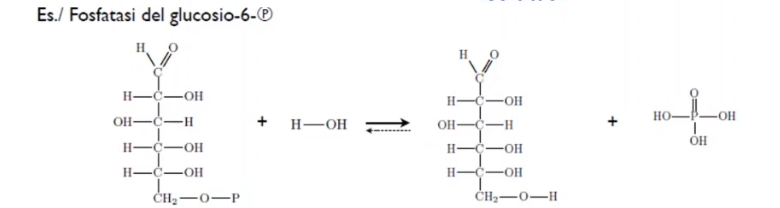 Es./ Fosfatasi del glucosio-6-Ⓟ
H O H O
C C
H—C—OH H—C—OH O
OH—C—H + H—OH OH—C—H + HO—P—OH
H—C—OH H—C—OH OH
H—C—OH H—C—OH
CH₂—O—P CH₂—O—H